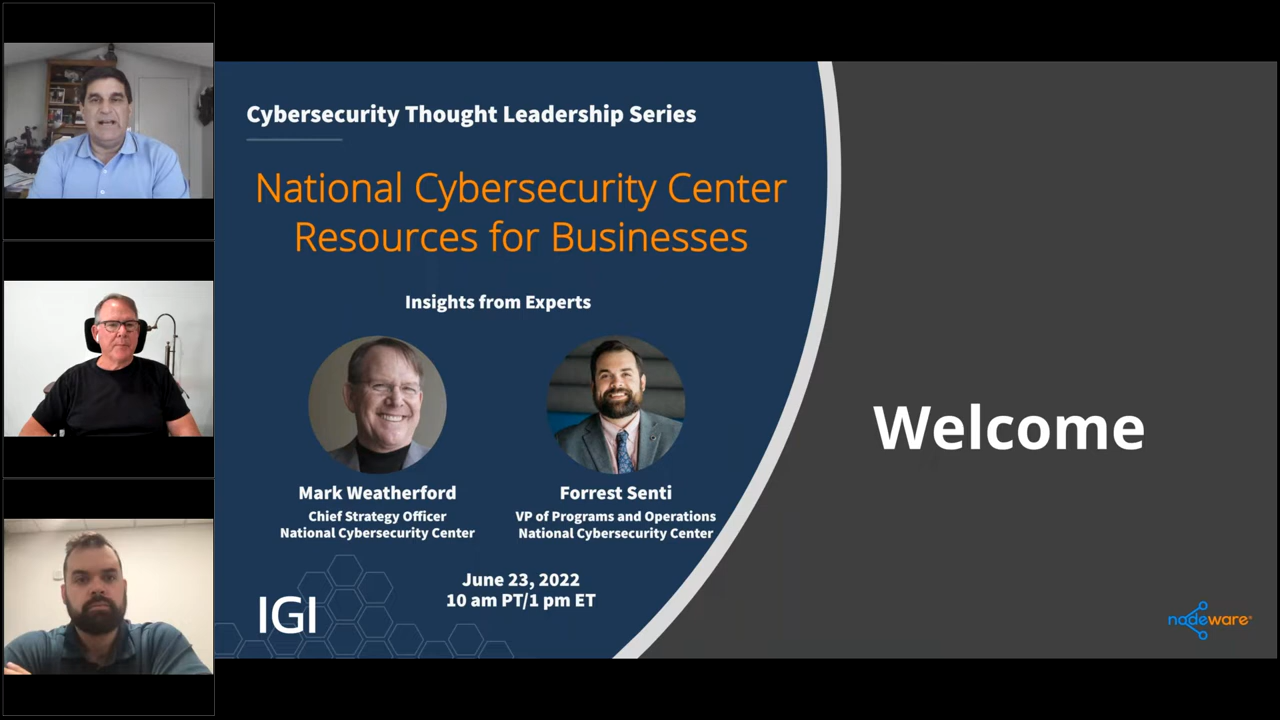 Cybersecurity Thought Leadership Series
National Cybersecurity Center
Resources for Businesses
Insights from Experts
Mark Weatherford
Chief Strategy Officer
National Cybersecurity Center
Forrest Senti
VP of Programs and Operations
National Cybersecurity Center
June 23, 2022
10 am PT/1 pm ET
IGI
Welcome
nodeware®